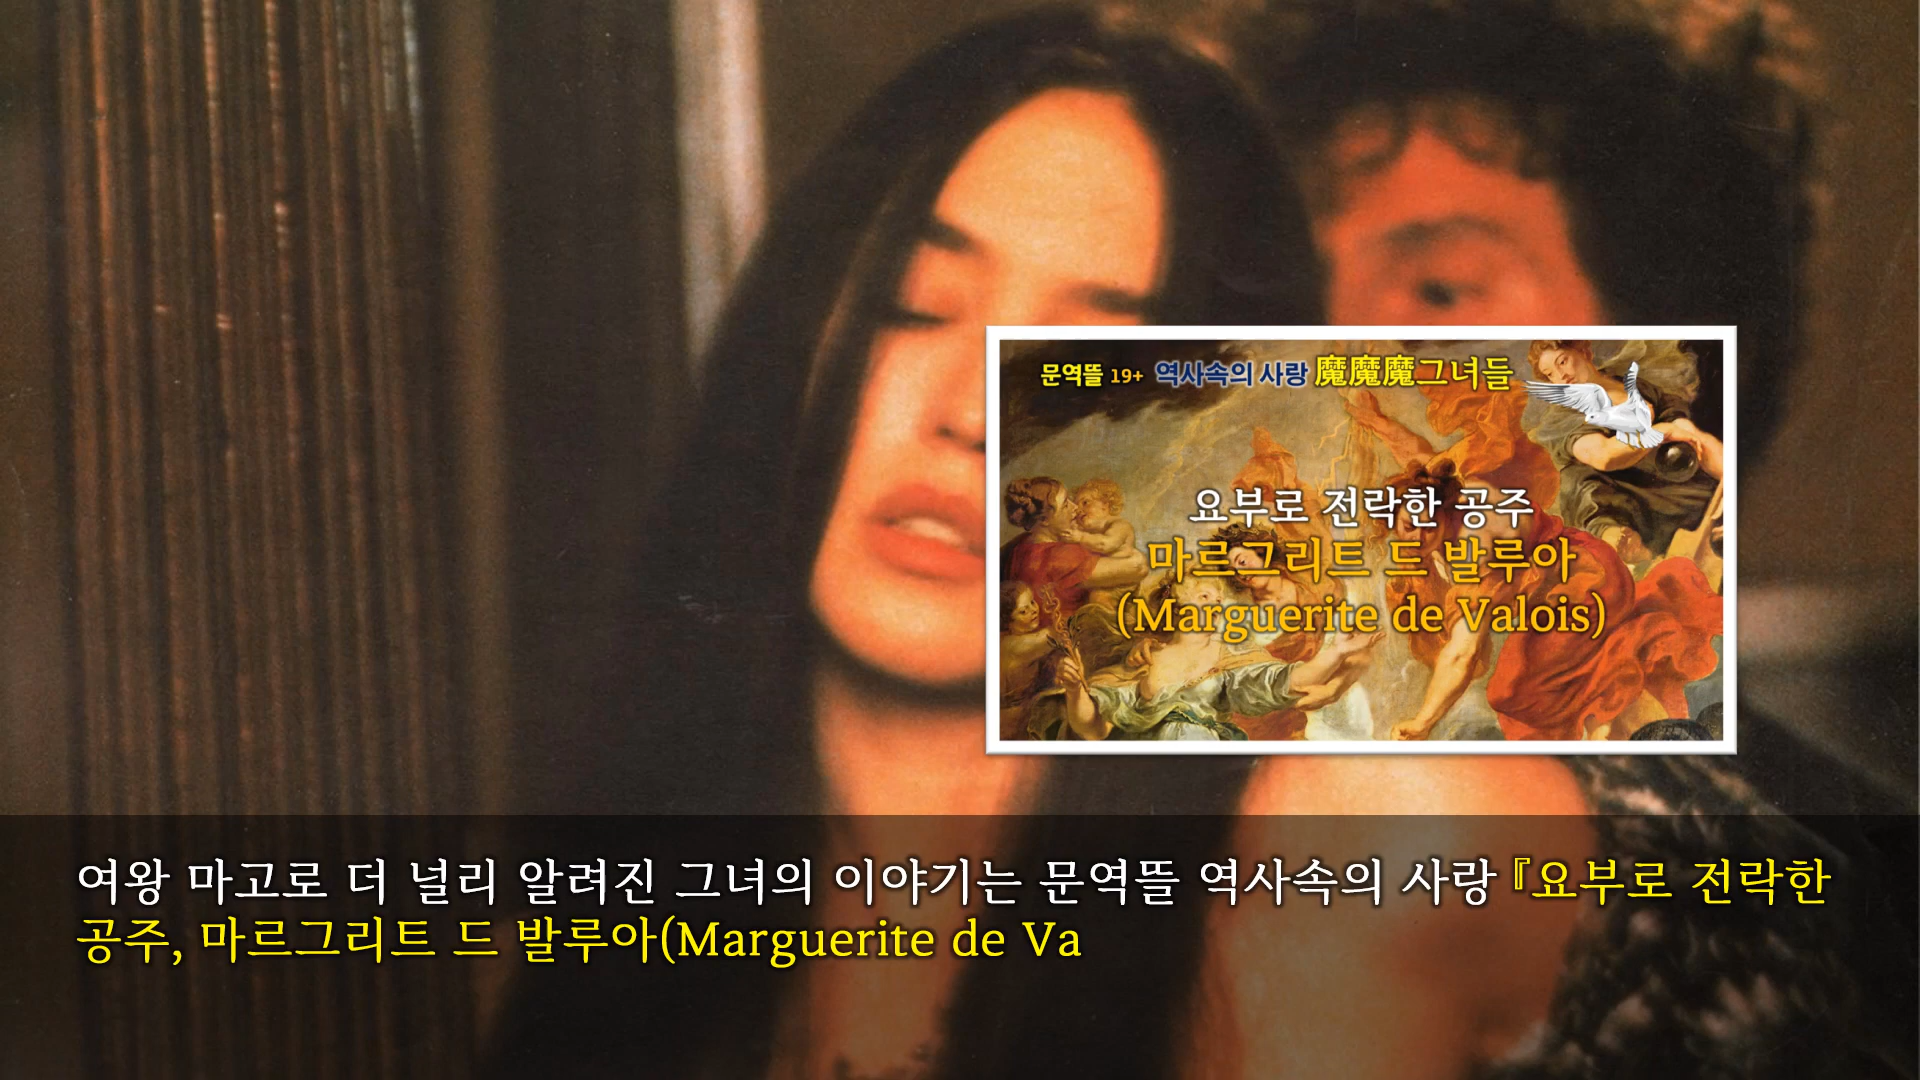 문역뜰 19+ 역사속의 사랑 魔魔魔그녀들
요부로 전락한 공주
마르그리트 드 발루아
(Marguerite de Valois)
여왕 마고로 더 널리 알려진 그녀의 이야기는 문역뜰 역사속의 사랑 『요부로 전락한
공주, 마르그리트 드 발루아(Marguerite de Va